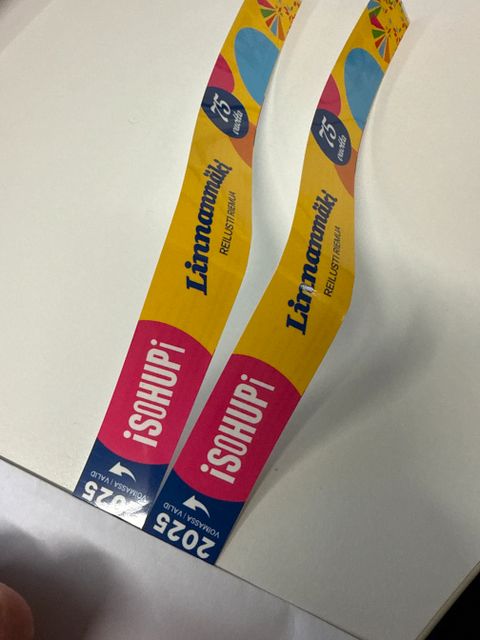 75
vuotta
Linnanmäki
REILUSTI RIEMUA
iSOHUPi
VOIMASSA / VALID
2025
75
vuotta
Linnanmäki
REILUSTI RIEMUA
iSOHUPi
VOIMASSA / VALID
2025